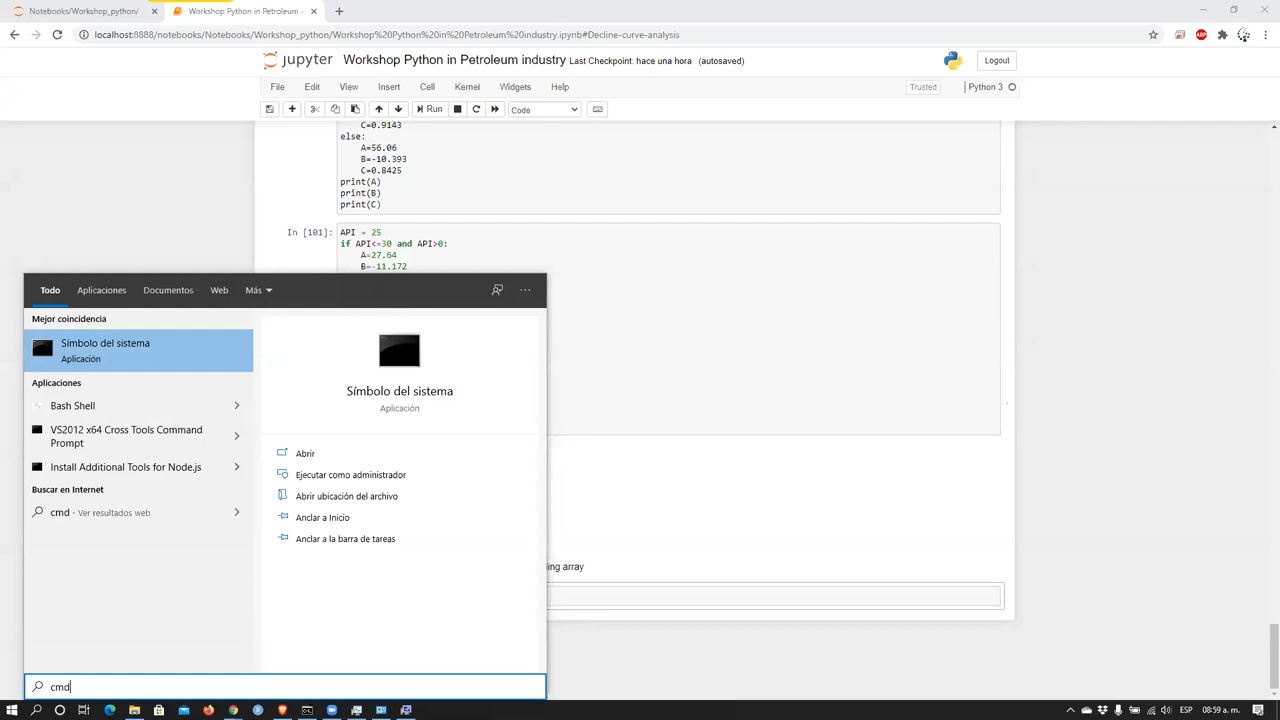 Notebooks/Workshop_python/
Workshop Python in Petroleum i
localhost:8888/notebooks/Notebooks/Workshop_python/Workshop%20Python%20in%20Petroleum%20industry.ipynb#Decline-curve-analysis
ABP
jupyter Workshop Python in Petroleum industry Last Checkpoint: hace una hora (autosaved)
Logout
File Edit View Insert Cell Kernel Widgets Help
Trusted
Python 3
Run
Code
C=0.9143
else:
A=56.06
B=-10.393
C=0.8425
print(A)
print(B)
print(C)
In [101]:
API = 25
if API<=30 and API>0:
A=27.64
B=-11.172
Todo Aplicaciones Documentos Web Más
Mejor coincidencia
Símbolo del sistema
Aplicación
Aplicaciones
Bash Shell
VS2012 x64 Cross Tools Command
Prompt
Install Additional Tools for Node.js
Buscar en Internet
cmd - Ver resultados web
Símbolo del sistema
Aplicación
Abrir
Ejecutar como administrador
Abrir ubicación del archivo
Anclar a Inicio
Anclar a la barra de tareas
ling array
cmd
ESP 08:59 a. m.